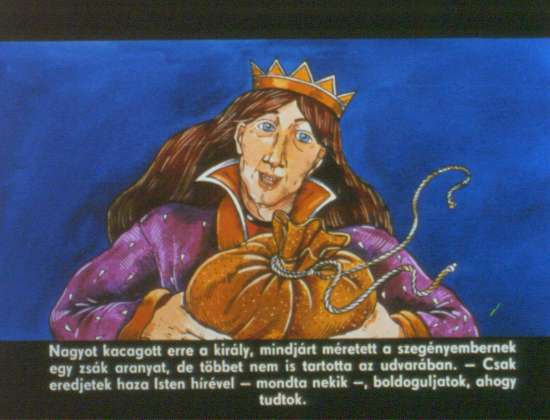 Nagyot kacagott erre a király, mindjárt méretett a szegényembernek
egy zsák aranyat, de többet nem is tartotta az udvarában. — Csak
eredjetek haza Isten hírével — mondta nekik —, boldoguljatok, ahogy
tudtok.